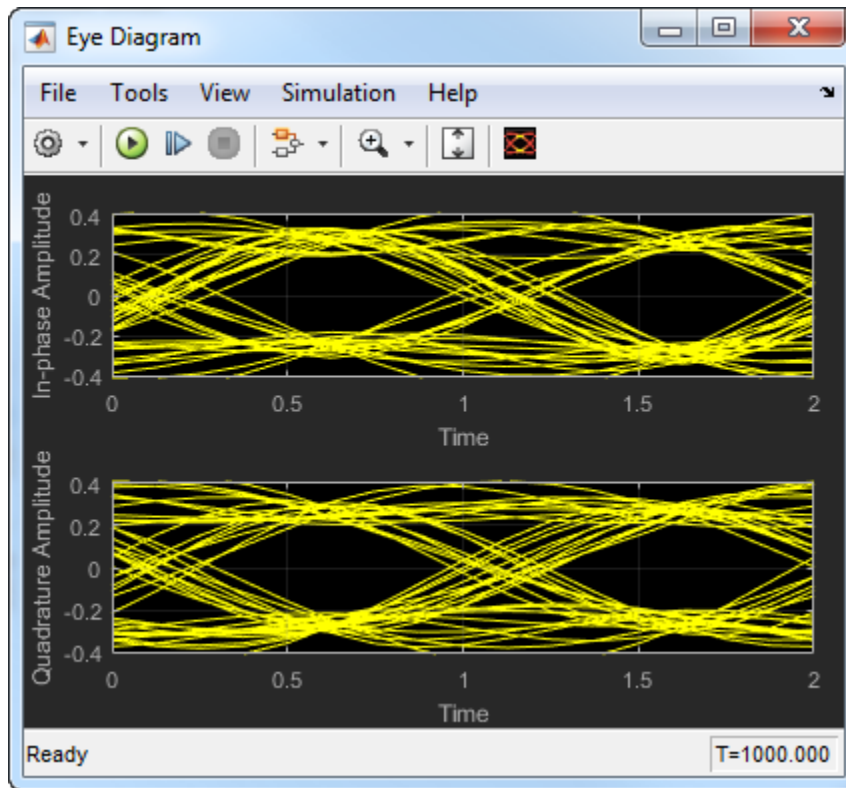 Eye Diagram
File Tools View Simulation Help
In-phase Amplitude
0.4
0.2
0
-0.2
-0.4
0 0.5 1 1.5 2
Time
Quadrature Amplitude
0.4
0.2
0
-0.2
-0.4
0 0.5 1 1.5 2
Time
Ready T=1000.000